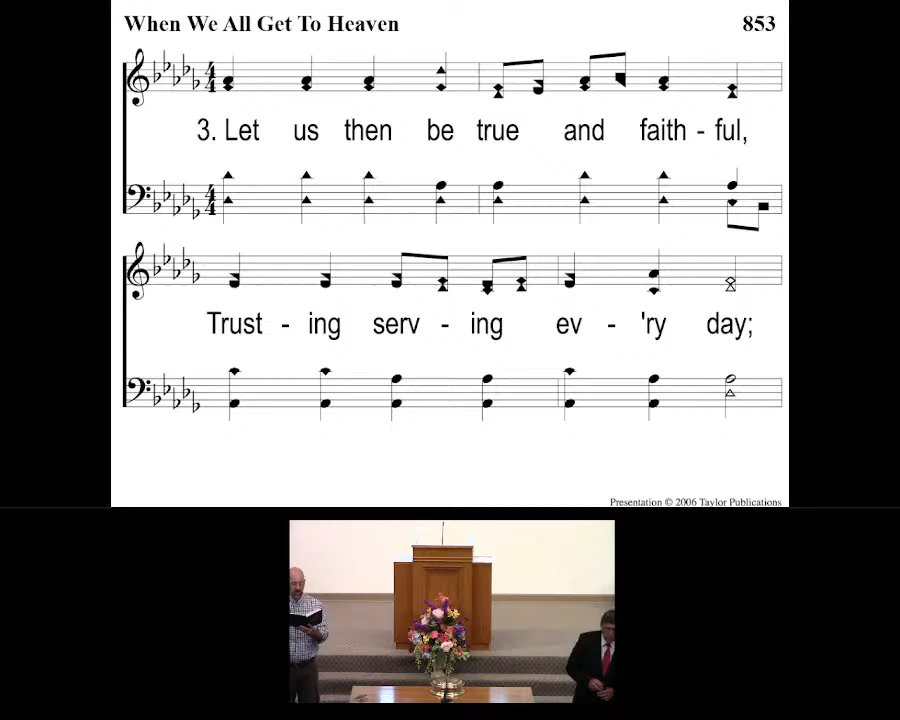 When We All Get To Heaven 853
3. Let us then be true and faith - ful,
Trust - ing serv - ing ev - 'ry day;
Presentation © 2006 Taylor Publications